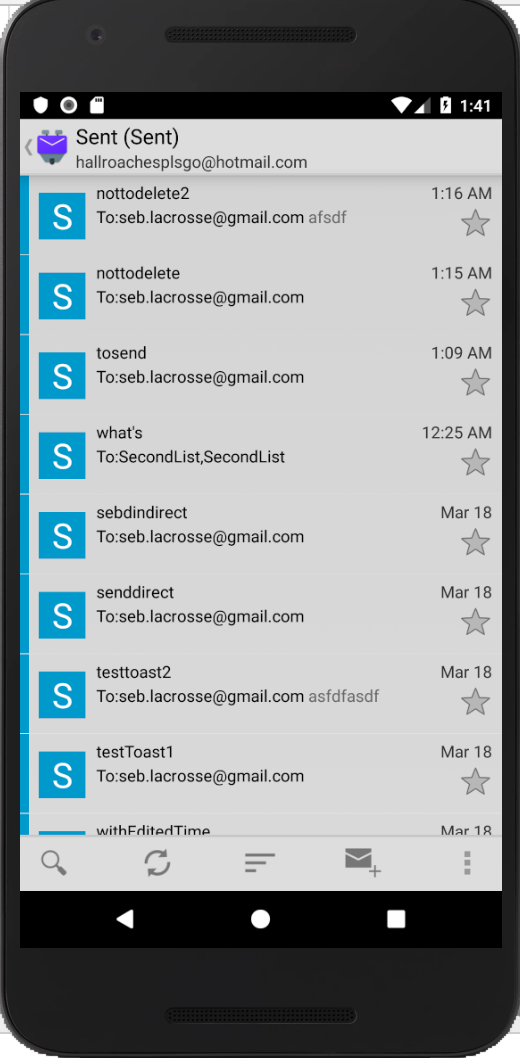 1:41
Sent (Sent)
hallroachesplsgo@hotmail.com
S
nottodelete2
1:16 AM
To:seb.lacrosse@gmail.com afsdf
S
nottodelete
1:15 AM
To:seb.lacrosse@gmail.com
S
tosend
1:09 AM
To:seb.lacrosse@gmail.com
S
what's
12:25 AM
To:SecondList,SecondList
S
sebdindirect
Mar 18
To:seb.lacrosse@gmail.com
S
senddirect
Mar 18
To:seb.lacrosse@gmail.com
S
testtoast2
Mar 18
To:seb.lacrosse@gmail.com asfdfasdf
S
testToast1
Mar 18
To:seb.lacrosse@gmail.com
withEditedTime
Mar 18